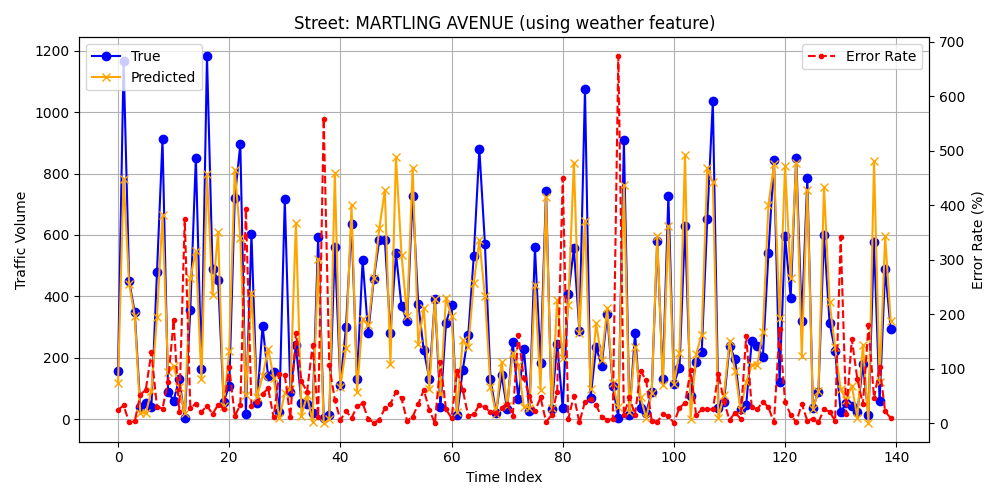 Street: MARTLING AVENUE (using weather feature)
True
Predicted
Error Rate
Traffic Volume
1200
1000
800
600
400
200
0
700
600
500
400
300
200
100
0
Error Rate (%)
0 20 40 60 80 100 120 140
Time Index